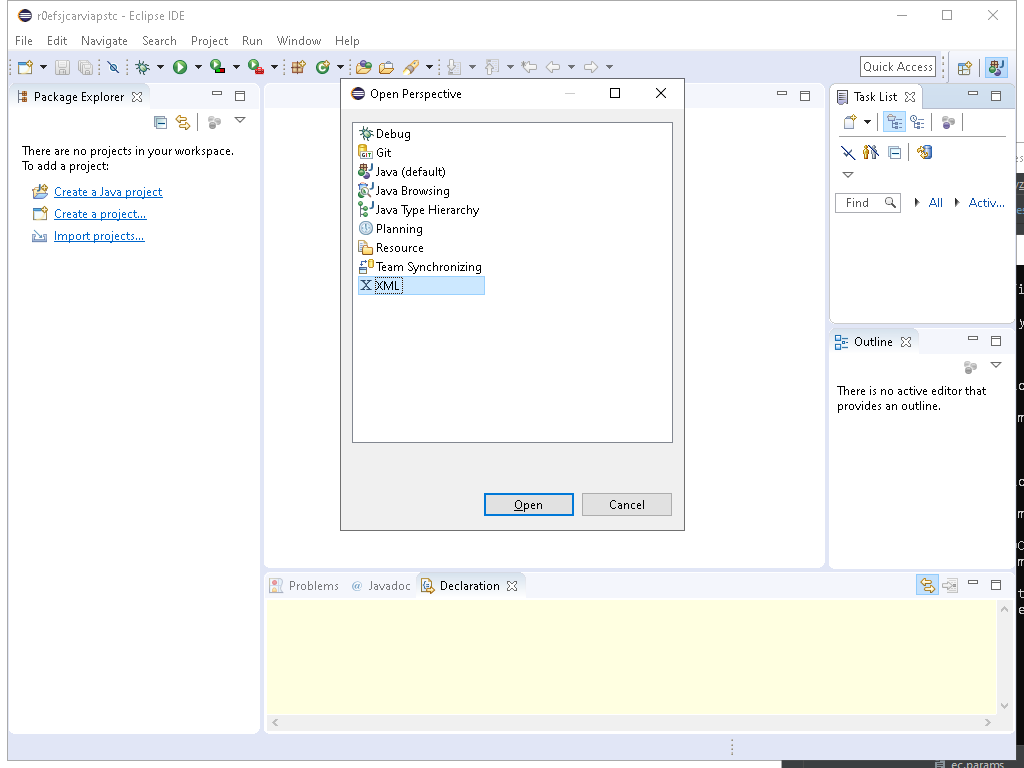 r0efsjcarviapstc - Eclipse IDE
File Edit Navigate Search Project Run Window Help
Quick Access
Package Explorer
There are no projects in your workspace.
To add a project:
Create a Java project
Create a project...
Import projects...
Open Perspective
Debug
Git
Java (default)
Java Browsing
Java Type Hierarchy
Planning
Resource
Team Synchronizing
XML
Open Cancel
Task List
Find All Activ...
Outline
There is no active editor that
provides an outline.
Problems @ Javadoc Declaration
ec.params